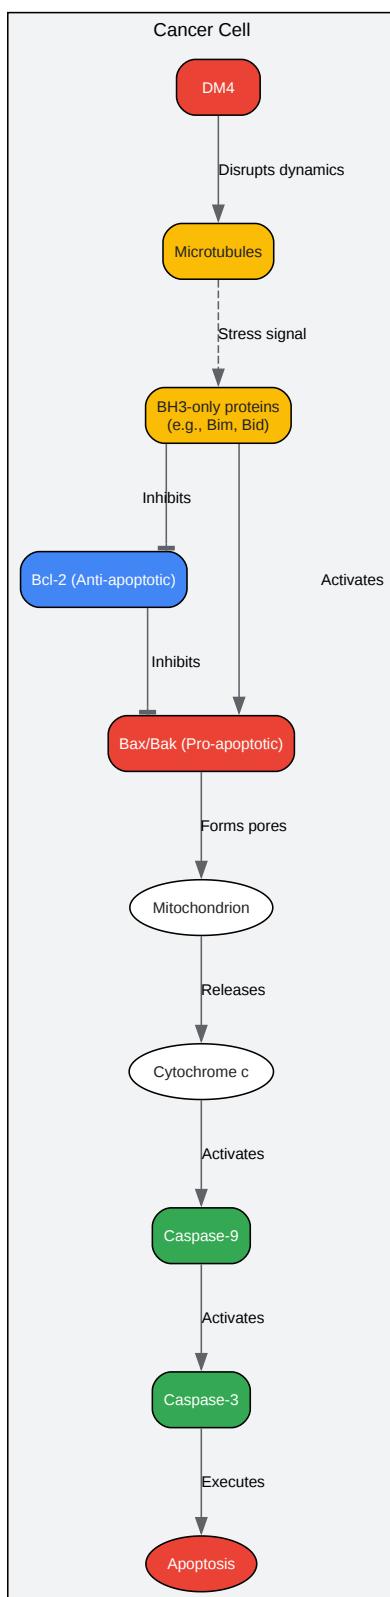 Cancer Cell
DM4
Disrupts dynamics
Microtubules
Stress signal
BH3-only proteins
(e.g., Bim, Bid)
Inhibits
Bcl-2 (Anti-apoptotic)
Activates
Inhibits
Bax/Bak (Pro-apoptotic)
Forms pores
Mitochondrion
Releases
Cytochrome c
Activates
Caspase-9
Activates
Caspase-3
Executes
Apoptosis